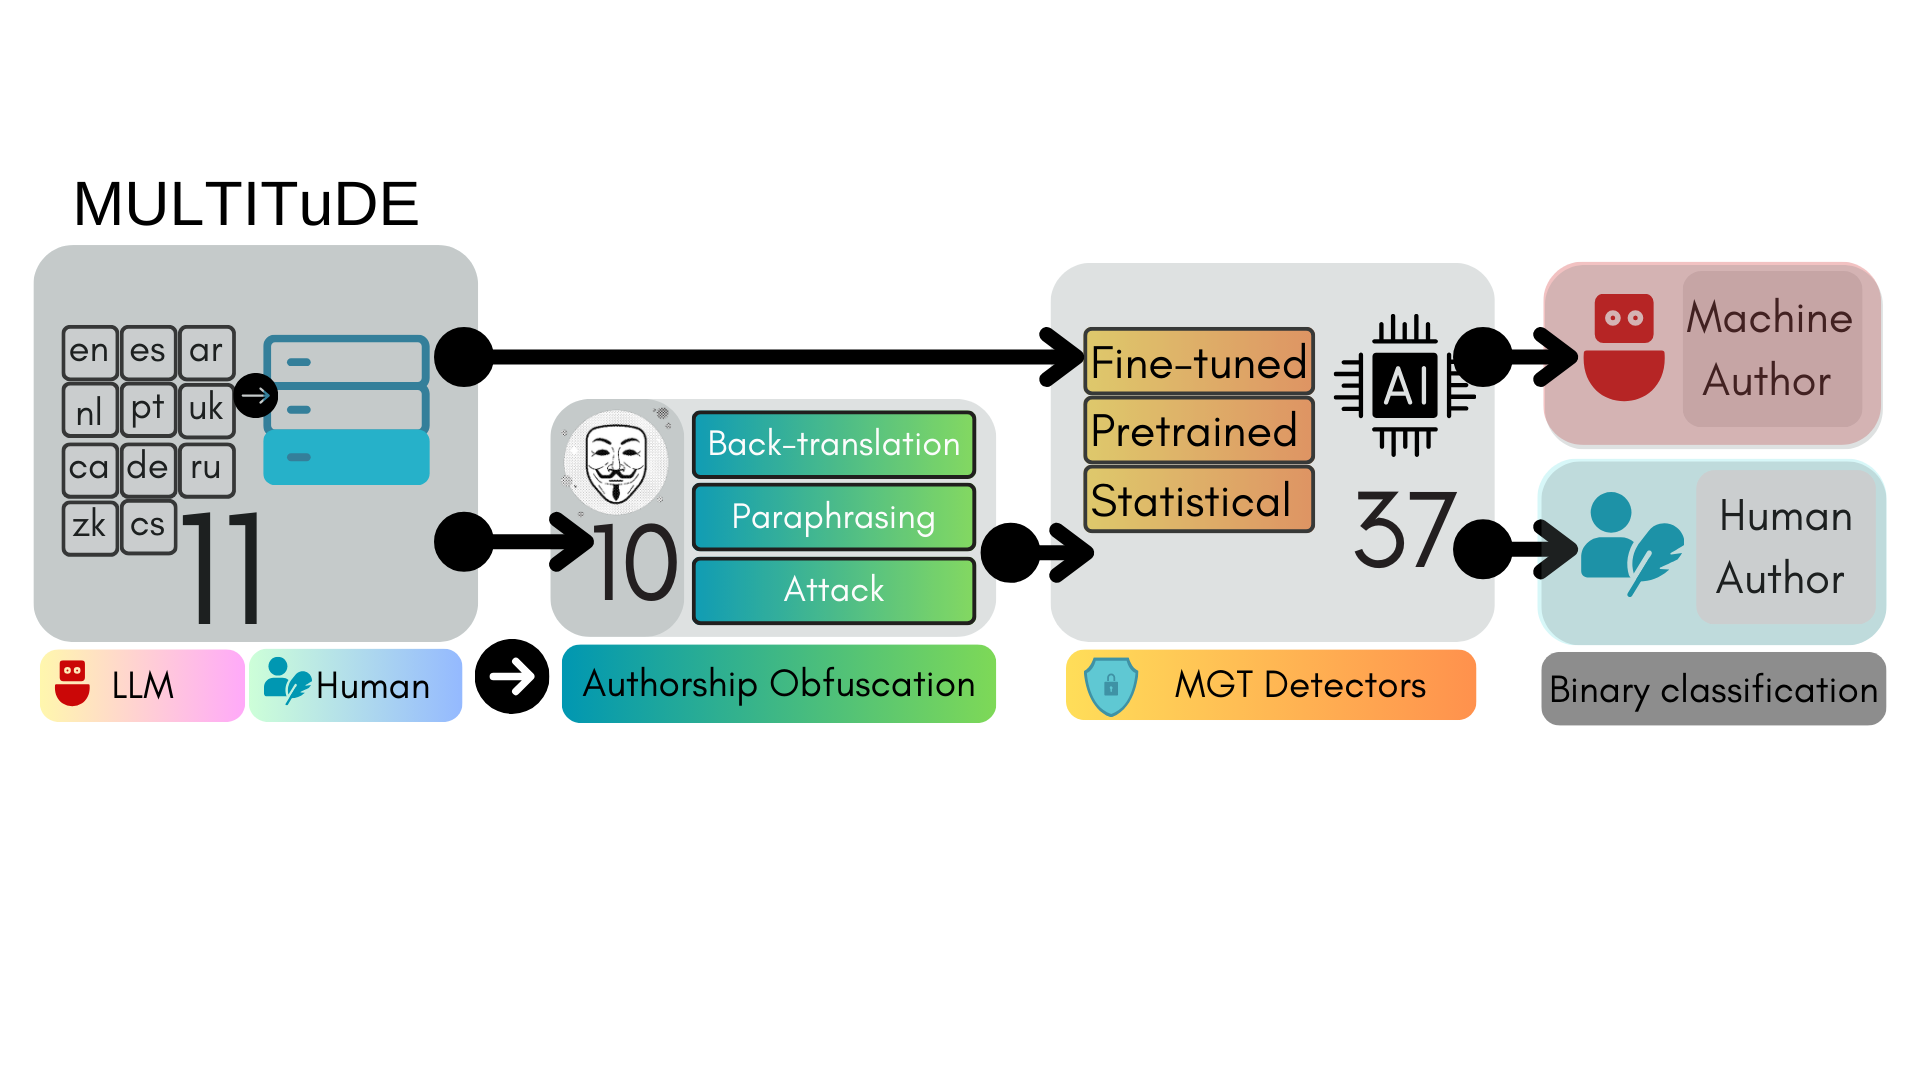 MULTITuDE
en es ar
nl pt uk
ca de ru
zk cs
11
LLM
Human
10
Back-translation
Paraphrasing
Attack
Authorship Obfuscation
Fine-tuned
Pretrained
Statistical
AI
37
MGT Detectors
Machine
Author
Human
Author
Binary classification